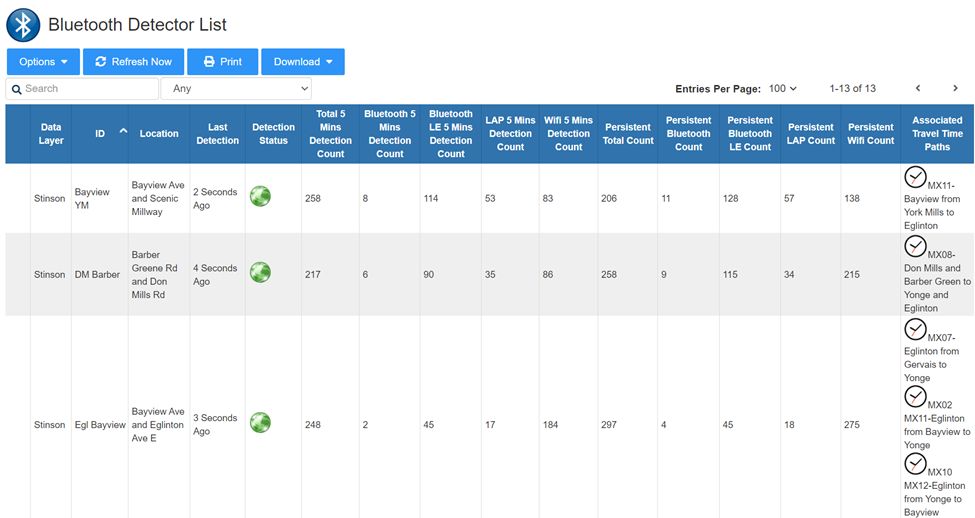 Bluetooth Detector List
Options
Refresh Now
Print
Download
Search
Any
Entries Per Page: 100
1-13 of 13
Data
Layer
ID
Location
Last
Detection
Detection
Status
Total 5
Mins
Detection
Count
Bluetooth 5
Mins
Detection
Count
Bluetooth
LE 5 Mins
Detection
Count
LAP 5 Mins
Detection
Count
Wifi 5 Mins
Detection
Count
Persistent
Total Count
Persistent
Bluetooth
Count
Persistent
Bluetooth
LE Count
Persistent
LAP Count
Persistent
Wifi Count
Associated
Travel Time
Paths
Stinson
Bayview
YM
Bayview Ave
and Scenic
Millway
2 Seconds
Ago
258
8
114
53
83
206
11
128
57
138
MX11-
Bayview from
York Mills to
Eglinton
Stinson
DM Barber
Barber
Greene Rd
and Don
Mills Rd
4 Seconds
Ago
217
6
90
35
86
258
9
115
34
215
MX08-
Don Mills and
Barber Green to
Yonge and
Eglinton
Stinson
Egl Bayview
Bayview Ave
and Eglinton
Ave E
3 Seconds
Ago
248
2
45
17
184
297
4
45
18
275
MX07-
Eglinton from
Gervais to
Yonge
MX02
MX11-Eglinton
from Bayview to
Yonge
MX10
MX12-Eglinton
from Yonge to
Bayview